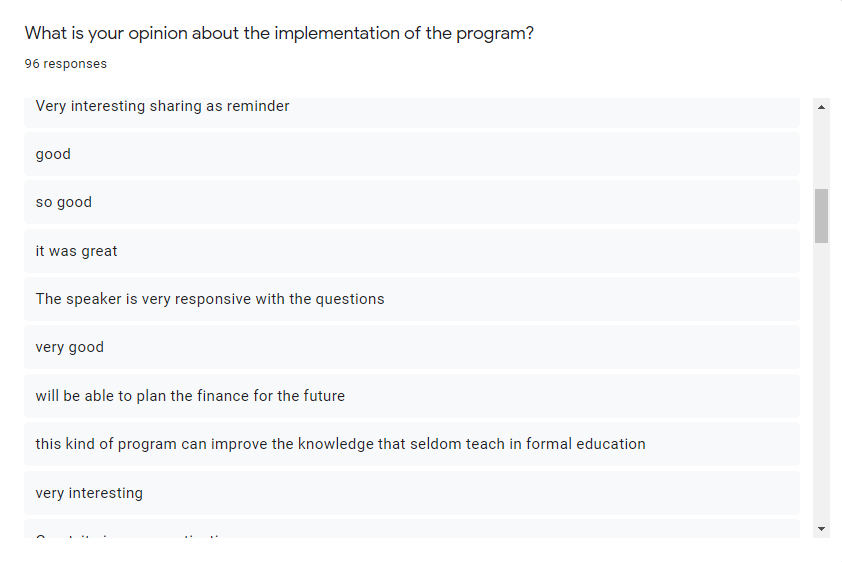 What is your opinion about the implementation of the program?
96 responses
Very interesting sharing as reminder
good
so good
it was great
The speaker is very responsive with the questions
very good
will be able to plan the finance for the future
this kind of program can improve the knowledge that seldom teach in formal education
very interesting